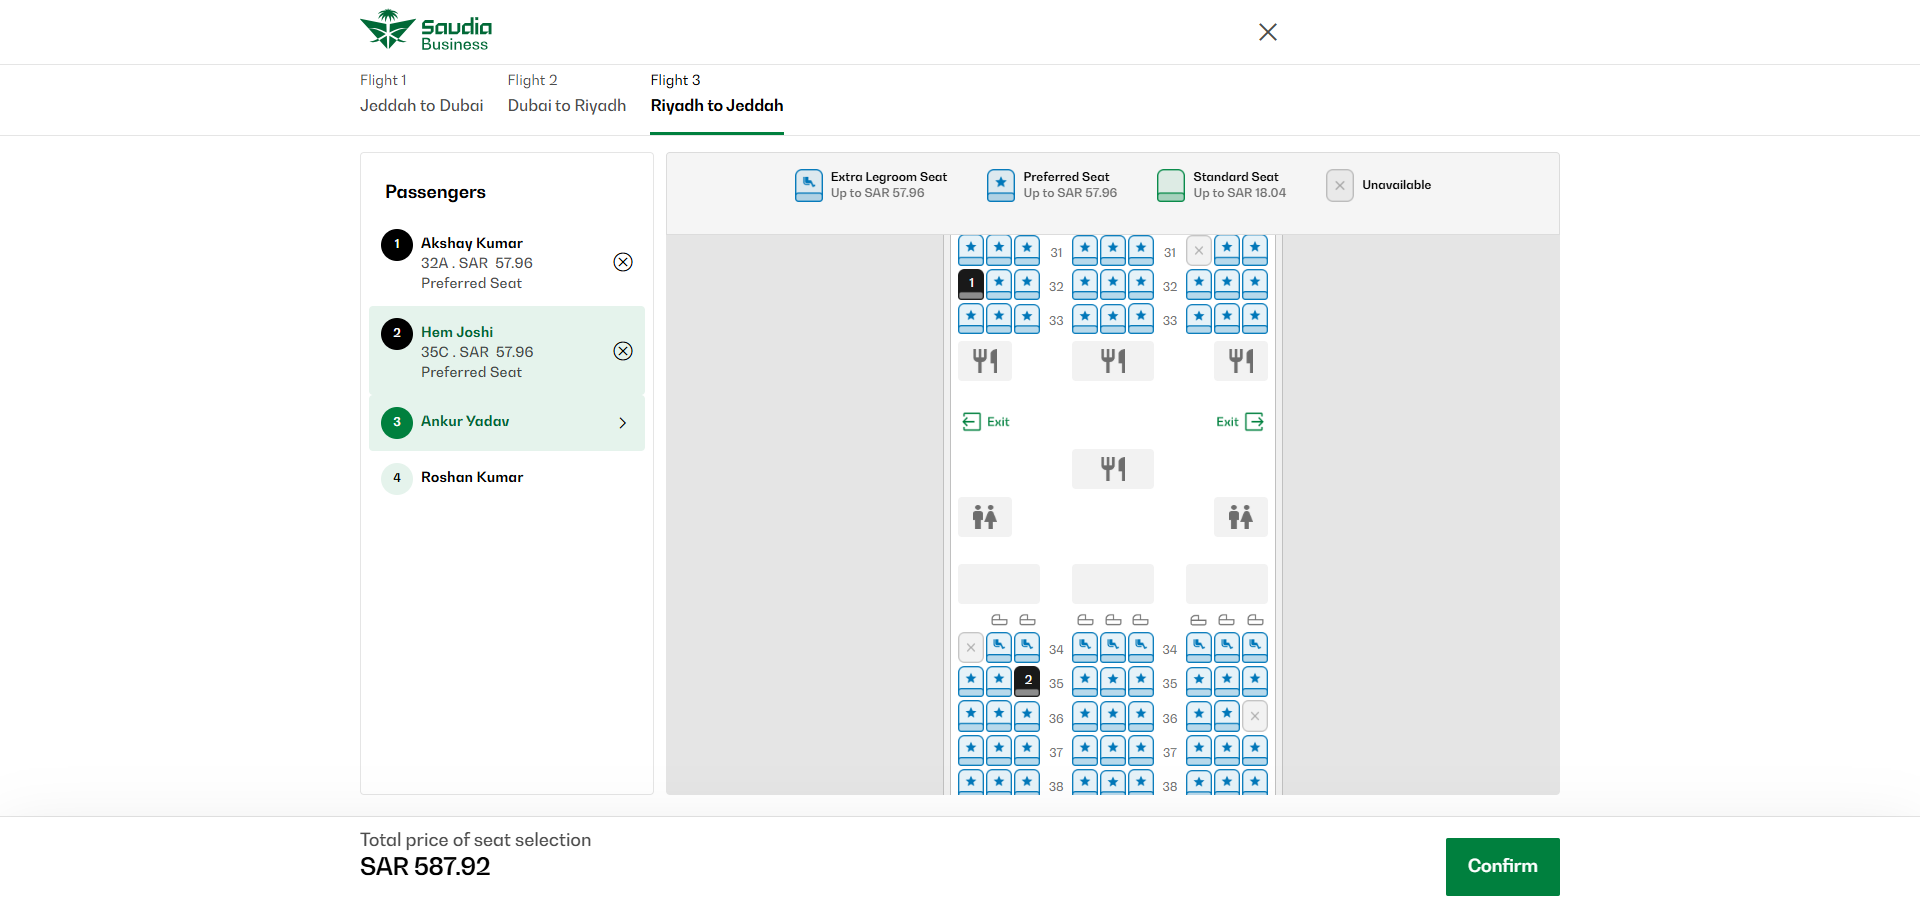 Saudia
Business
Flight 1
Jeddah to Dubai
Flight 2
Dubai to Riyadh
Flight 3
Riyadh to Jeddah
Passengers
1
Akshay Kumar
32A . SAR 57.96
Preferred Seat
2
Hem Joshi
35C . SAR 57.96
Preferred Seat
3
Ankur Yadav
4
Roshan Kumar
Extra Legroom Seat
Up to SAR 57.96
Preferred Seat
Up to SAR 57.96
Standard Seat
Up to SAR 18.04
Unavailable
31 31
1 32 32
33 33
Exit Exit
34 34
2 35 35
36 36
37 37
38 38
Total price of seat selection
SAR 587.92
Confirm